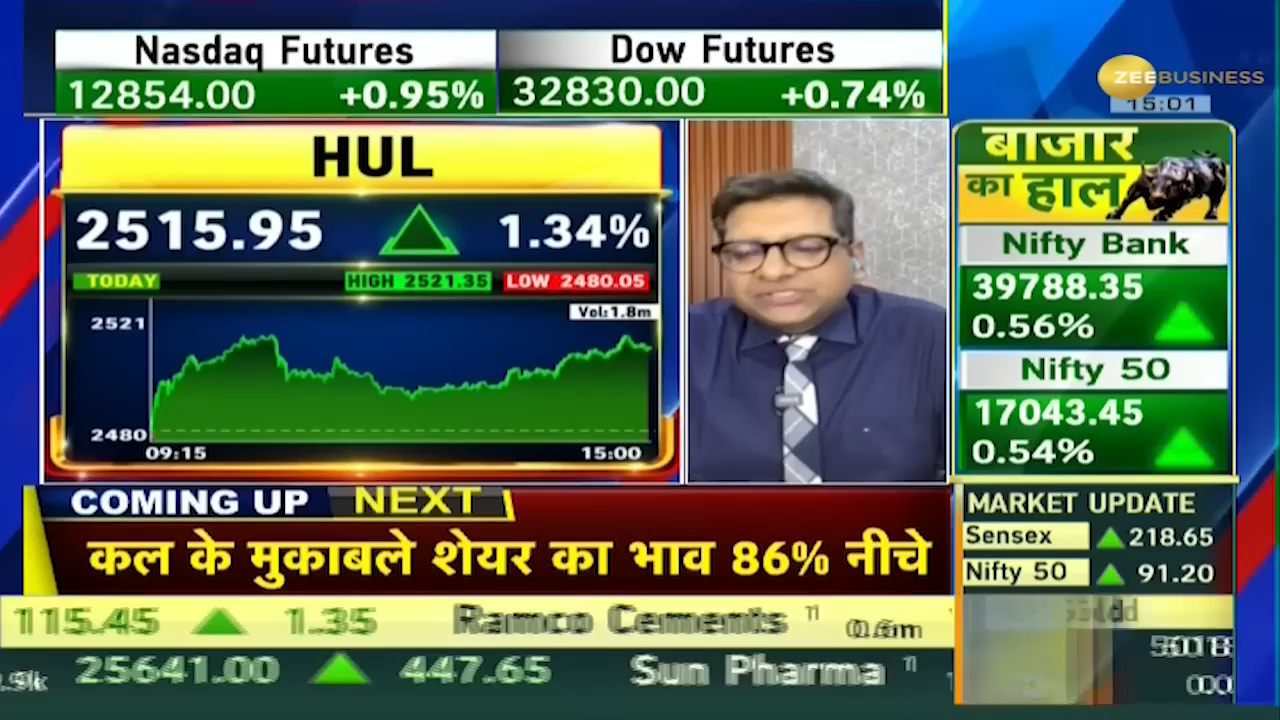 Nasdaq Futures
12854.00 +0.95%
Dow Futures
32830.00 +0.74%
ZEEBUSINESS
15:01
HUL
2515.95 1.34%
TODAY HIGH 2521.35 LOW 2480.05
Vol:1.8m
2521
2480
09:15 15:00
बाजार
का हाल
Nifty Bank
39788.35
0.56%
Nifty 50
17043.45
0.54%
COMING UP NEXT
कल के मुकाबले शेयर का भाव 86% नीचे
MARKET UPDATE
Sensex 218.65
Nifty 50 91.20
115.45 1.35 Ramco Cements
25641.00 447.65 Sun Pharma